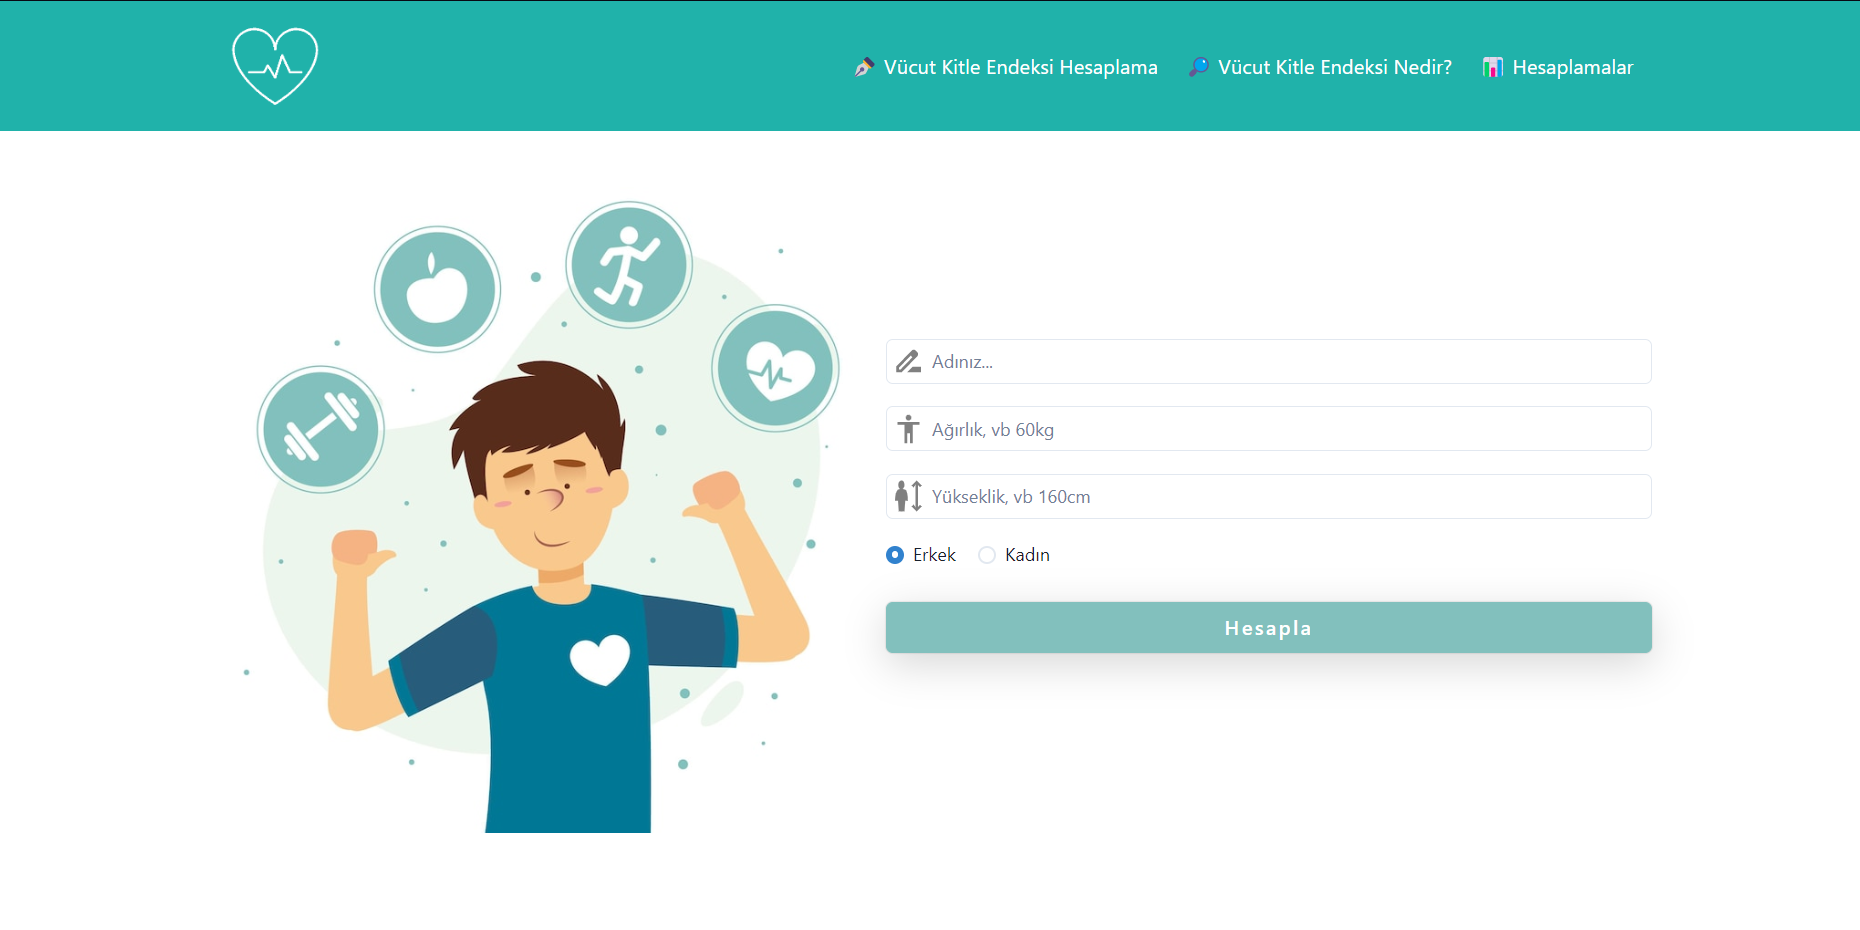 Vücut Kitle Endeksi Hesaplama Vücut Kitle Endeksi Nedir? Hesaplamalar
Adınız...
Ağırlık, vb 60kg
Yükseklik, vb 160cm
Erkek Kadın
Hesapla